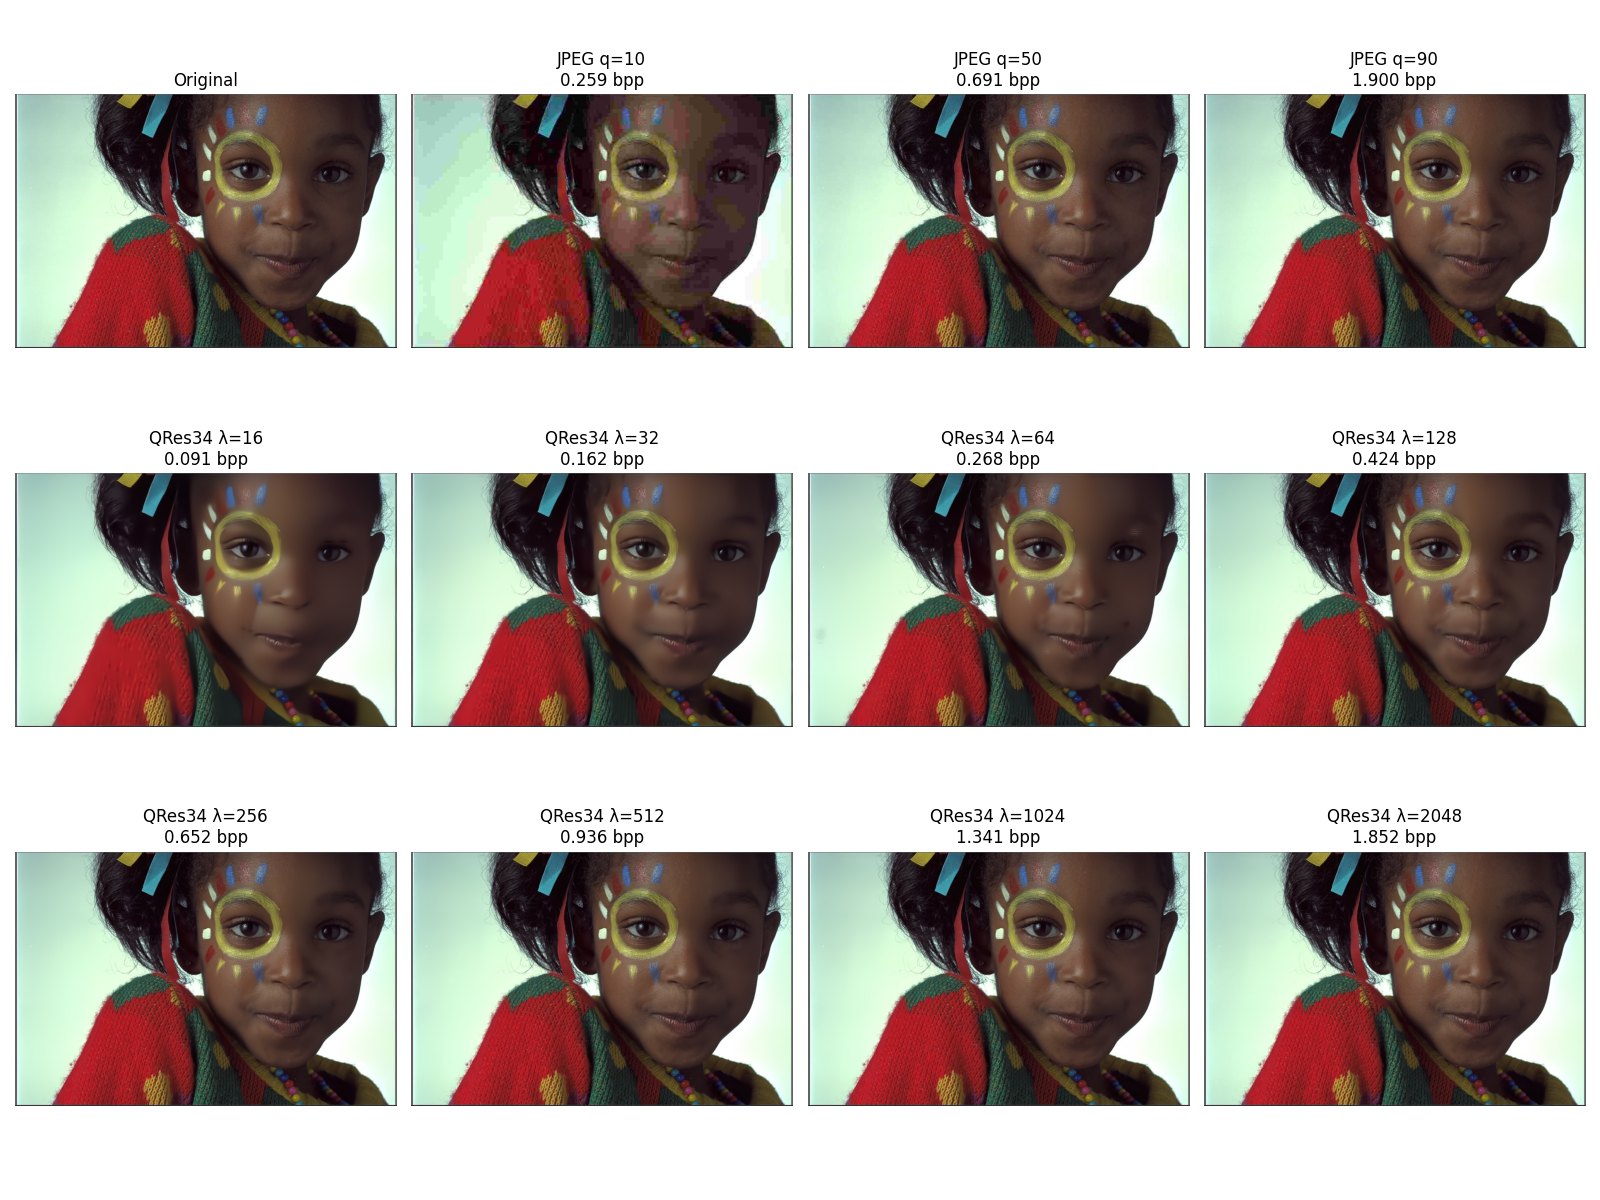 Original
JPEG q=10
0.259 bpp
JPEG q=50
0.691 bpp
JPEG q=90
1.900 bpp
QRes34 λ=16
0.091 bpp
QRes34 λ=32
0.162 bpp
QRes34 λ=64
0.268 bpp
QRes34 λ=128
0.424 bpp
QRes34 λ=256
0.652 bpp
QRes34 λ=512
0.936 bpp
QRes34 λ=1024
1.341 bpp
QRes34 λ=2048
1.852 bpp